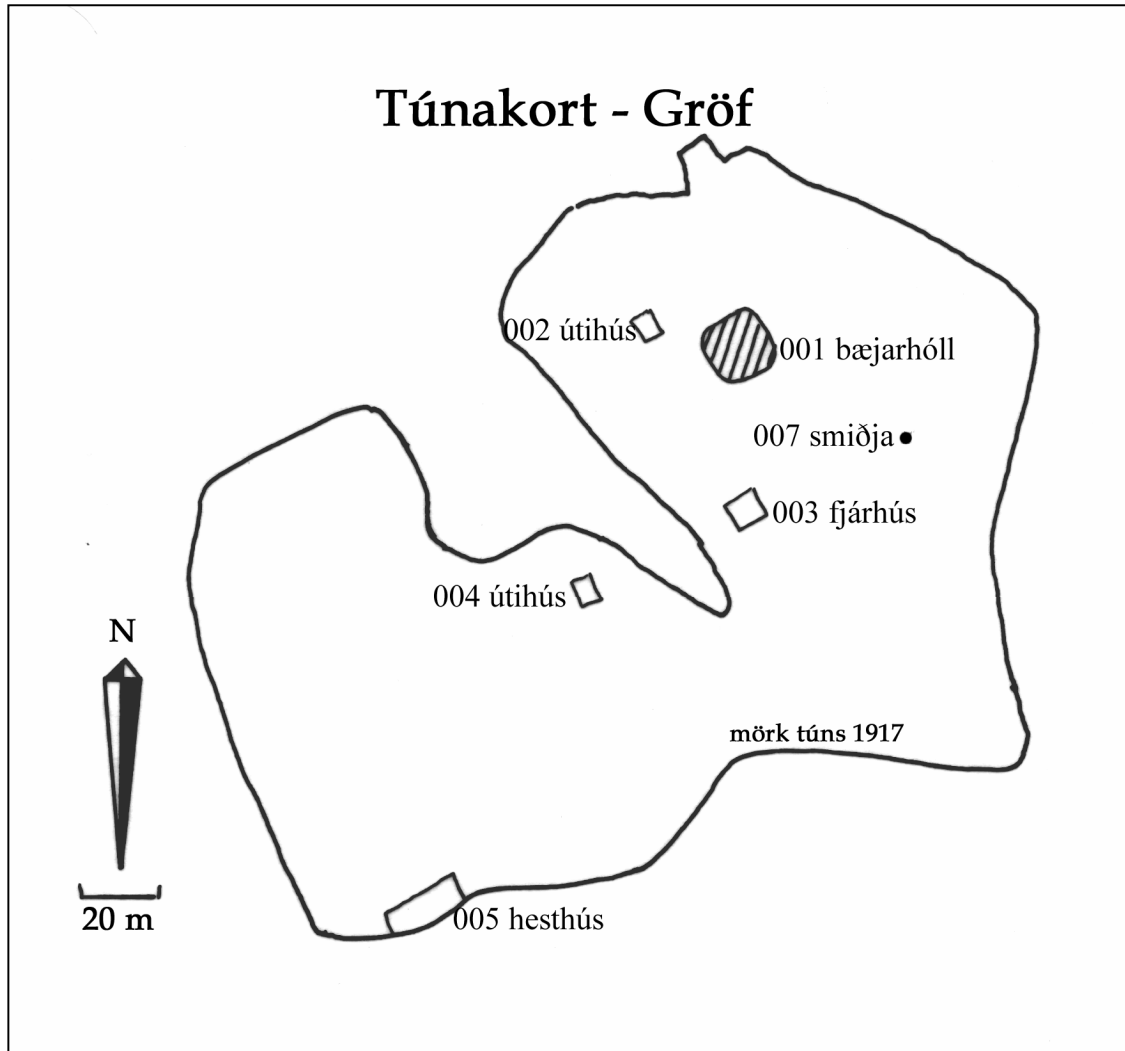 Túnakort - Gröf
002 útihús
001 bæjarhóll
007 smiðja
003 fjárhús
004 útihús
N
mörk túns 1917
20 m
005 hesthús